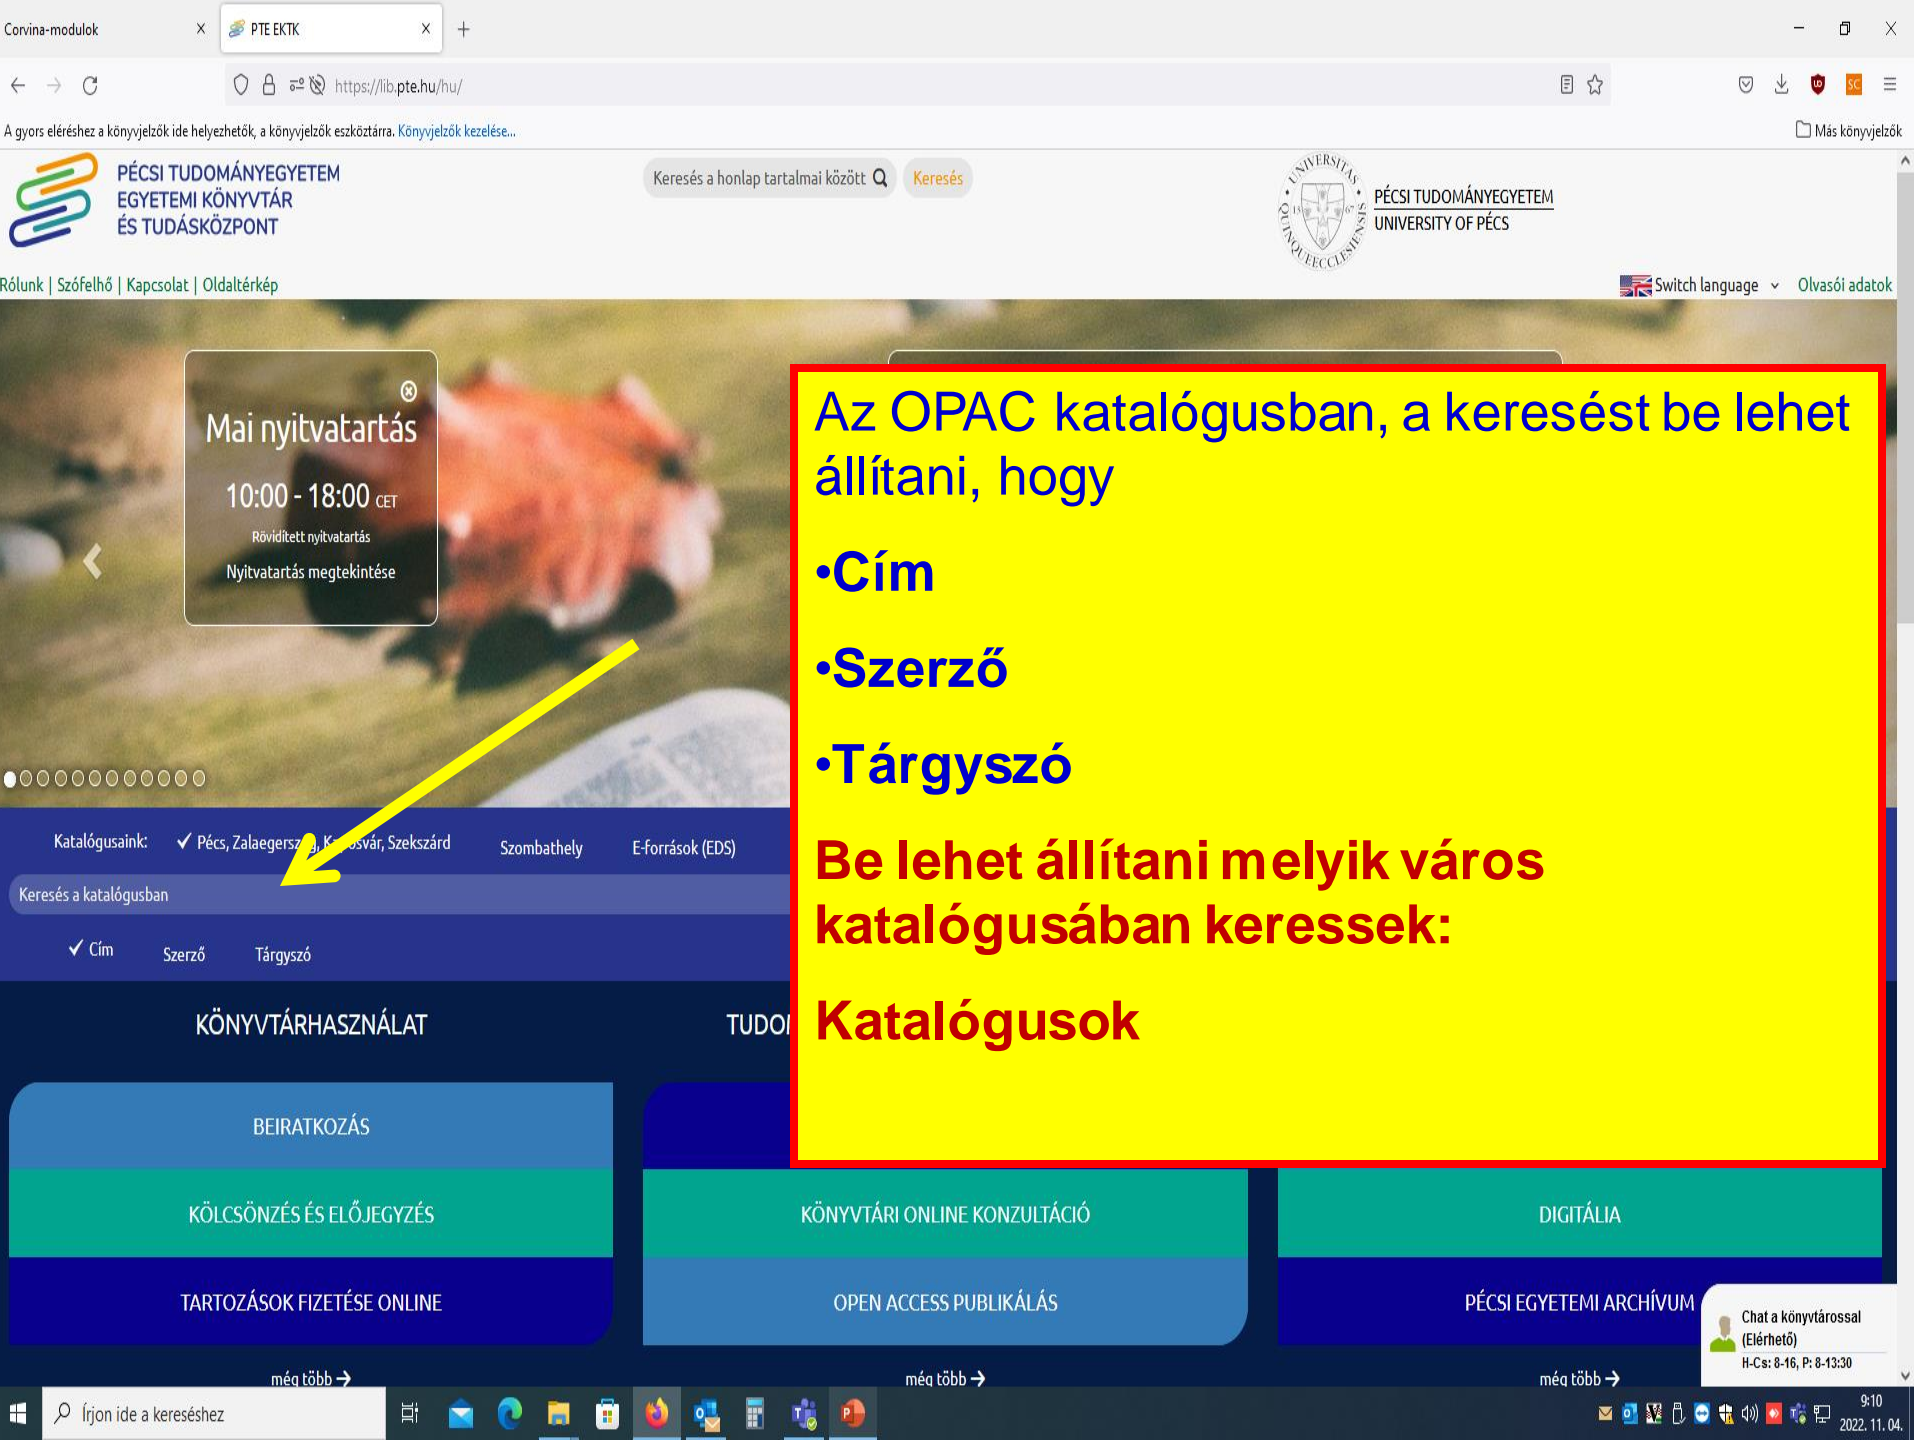 Corvina-modulok
PTE EKTK
https://lib.pte.hu/hu/
A gyors eléréshez a könyvjelzők ide helyezhetők, a könyvjelzők eszköztárra. Könyvjelzők kezelése...
Más könyvjelzők
PÉCSI TUDOMÁNYEGYETEM
EGYETEMI KÖNYVTÁR
ÉS TUDÁSKÖZPONT
Keresés a honlap tartalmai között
Keresés
UNIVERSITAS QUINQUEECCLESIENSIS
13 67
PÉCSI TUDOMÁNYEGYETEM
UNIVERSITY OF PÉCS
Rólunk | Szófelhő | Kapcsolat | Oldaltérkép
Switch language
Olvasói adatok
Mai nyitvatartás
10:00 - 18:00 CET
Rövidített nyitvatartás
Nyitvatartás megtekintése
Az OPAC katalógusban, a keresést be lehet
állítani, hogy
•Cím
•Szerző
•Tárgyszó
Be lehet állítani melyik város
katalógusában keressek:
Katalógusok
Katalógusaink:
Pécs, Zalaegerszeg, Kaposvár, Szekszárd
Szombathely
E-források (EDS)
Keresés a katalógusban
Cím
Szerző
Tárgyszó
KÖNYVTÁRHASZNÁLAT
TUDO
BEIRATKOZÁS
KÖLCSÖNZÉS ÉS ELŐJEGYZÉS
KÖNYVTÁRI ONLINE KONZULTÁCIÓ
DIGITÁLIA
TARTOZÁSOK FIZETÉSE ONLINE
OPEN ACCESS PUBLIKÁLÁS
PÉCSI EGYETEMI ARCHÍVUM
Chat a könyvtárossal
(Elérhető)
H-Cs: 8-16, P: 8-13:30
még több →
még több →
még több →
Írjon ide a kereséshez
9:10
2022. 11. 04.